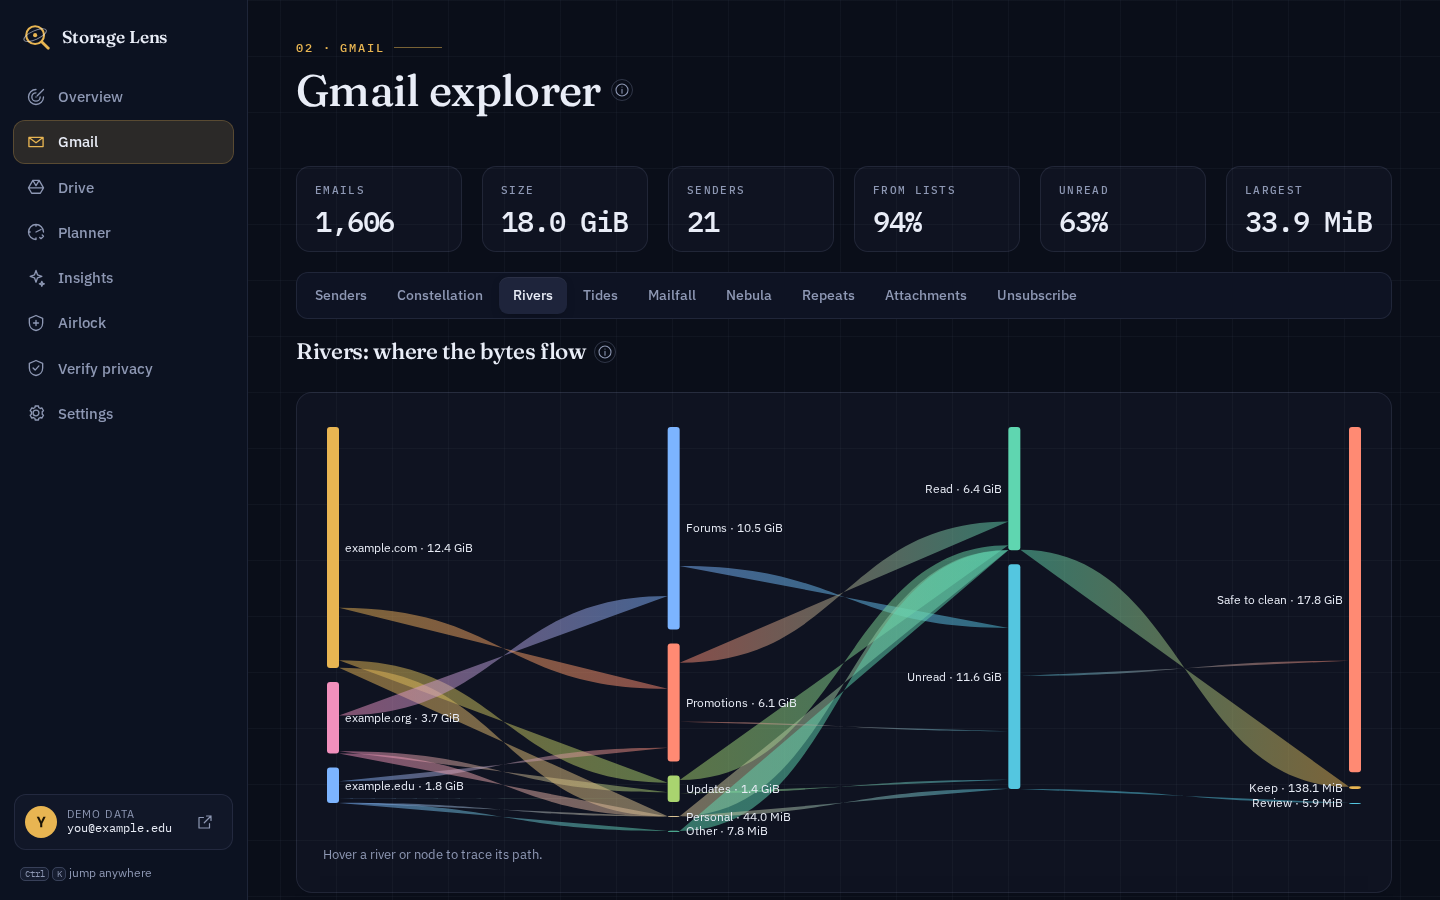 Storage Lens
Overview
Gmail
Drive
Planner
Insights
Airlock
Verify privacy
Settings
DEMO DATA
you@example.edu
Ctrl K jump anywhere
02 · GMAIL
Gmail explorer
EMAILS
1,606
SIZE
18.0 GiB
SENDERS
21
FROM LISTS
94%
UNREAD
63%
LARGEST
33.9 MiB
Senders Constellation Rivers Tides Mailfall Nebula Repeats Attachments Unsubscribe
Rivers: where the bytes flow
example.com · 12.4 GiB
example.org · 3.7 GiB
example.edu · 1.8 GiB
Forums · 10.5 GiB
Promotions · 6.1 GiB
Updates · 1.4 GiB
Personal · 44.0 MiB
Other · 7.8 MiB
Read · 6.4 GiB
Unread · 11.6 GiB
Safe to clean · 17.8 GiB
Keep · 138.1 MiB
Review · 5.9 MiB
Hover a river or node to trace its path.